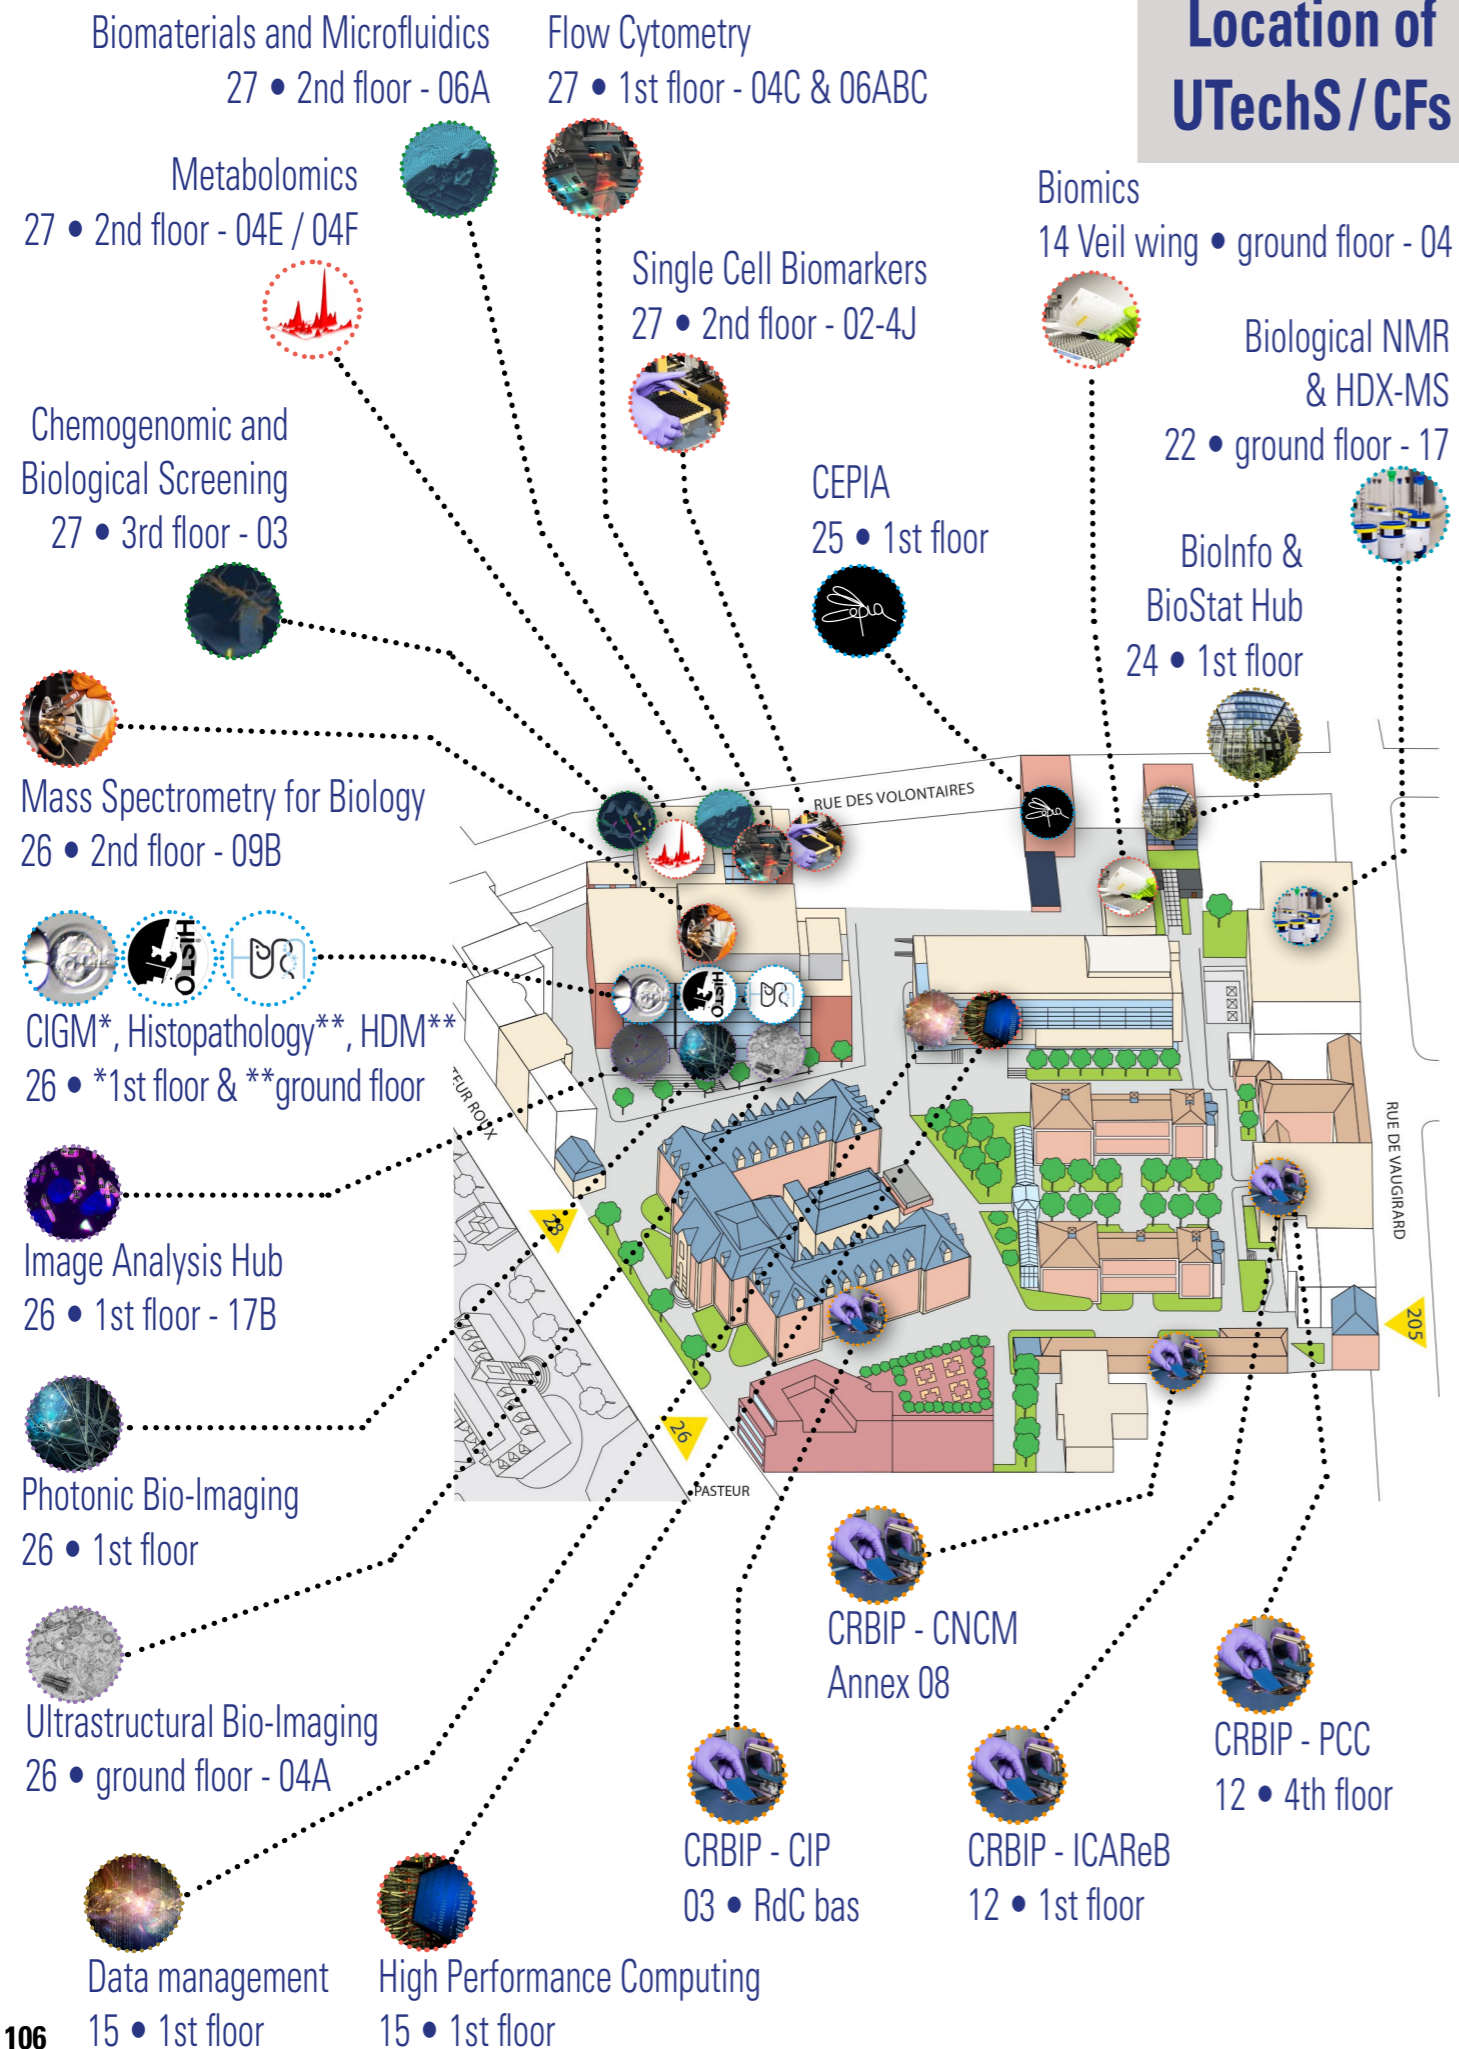 Location of
UTechS / CFs
Biomaterials and Microfluidics
27 • 2nd floor - 06A
Flow Cytometry
27 • 1st floor - 04C & 06ABC
Metabolomics
27 • 2nd floor - 04E / 04F
Biomics
14 Veil wing • ground floor - 04
Single Cell Biomarkers
27 • 2nd floor - 02-4J
Biological NMR
& HDX-MS
22 • ground floor - 17
Chemogenomic and
Biological Screening
27 • 3rd floor - 03
CEPIA
25 • 1st floor
Cepia
BioInfo &
BioStat Hub
24 • 1st floor
Mass Spectrometry for Biology
26 • 2nd floor - 09B
RUE DES VOLONTAIRES
Cepia
HiSTO
HiSTO
CIGM*, Histopathology**, HDM**
26 • *1st floor & **ground floor
TEUR ROUX
RUE DE VAUGIRARD
Image Analysis Hub
26 • 1st floor - 17B
28
205
26
PASTEUR
Photonic Bio-Imaging
26 • 1st floor
Ultrastructural Bio-Imaging
26 • ground floor - 04A
CRBIP - CNCM
Annex 08
CRBIP - PCC
12 • 4th floor
CRBIP - CIP
03 • RdC bas
CRBIP - ICAReB
12 • 1st floor
Data management
15 • 1st floor
High Performance Computing
15 • 1st floor
106